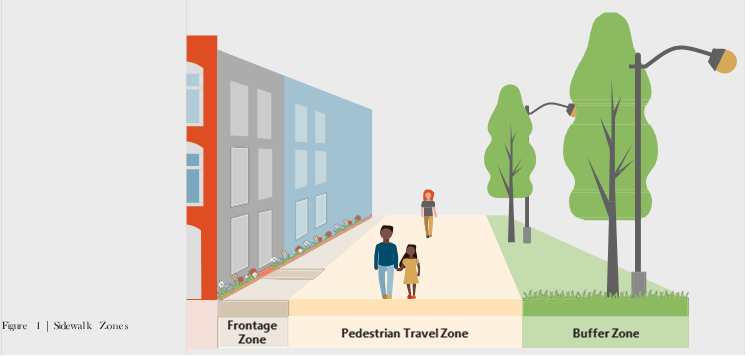 Figure 1 | Sidewalk Zones
Frontage
Zone
Pedestrian Travel Zone
Buffer Zone